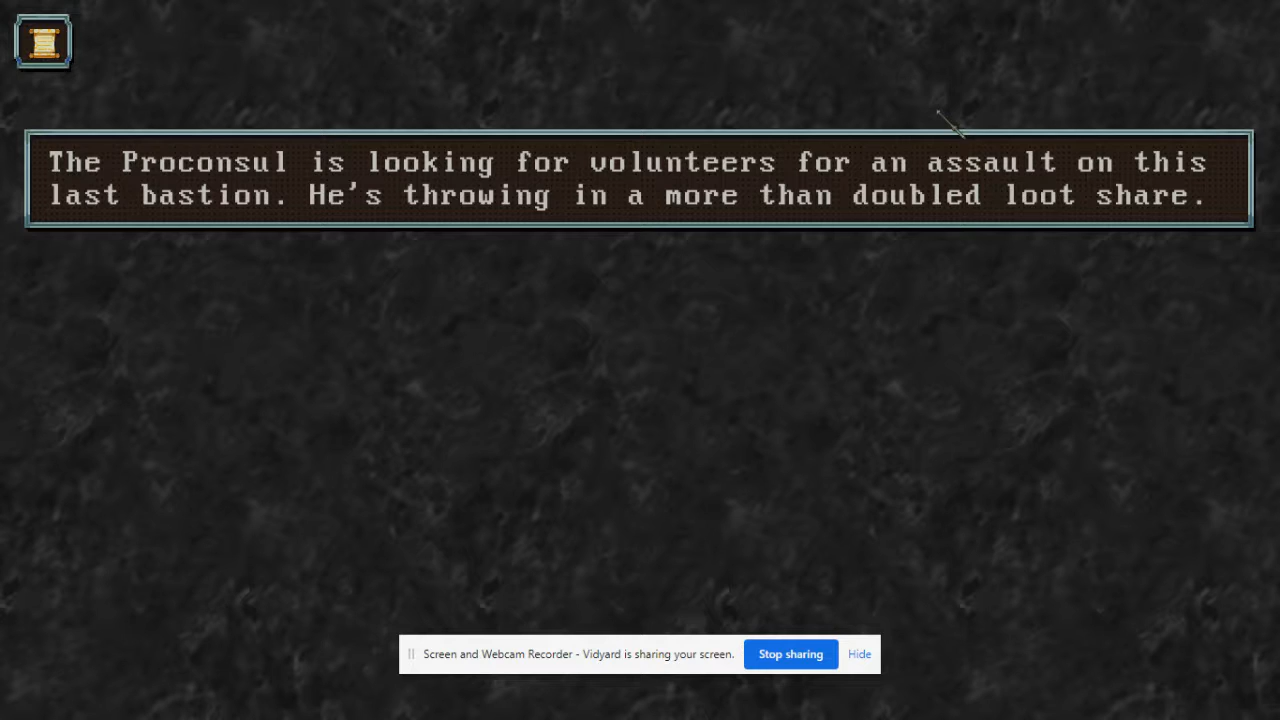 The Proconsul is looking for volunteers for an assault on this
last bastion. He's throwing in a more than doubled loot share.
Screen and Webcam Recorder - Vidyard is sharing your screen. Stop sharing Hide